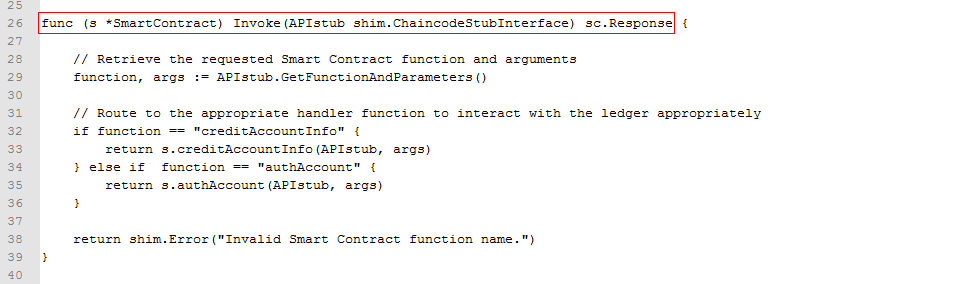 25
26 func (s *SmartContract) Invoke(APIstub shim.ChaincodeStubInterface) sc.Response {
27
28     // Retrieve the requested Smart Contract function and arguments
29     function, args := APIstub.GetFunctionAndParameters()
30
31     // Route to the appropriate handler function to interact with the ledger appropriately
32     if function == "creditAccountInfo" {
33         return s.creditAccountInfo(APIstub, args)
34     } else if  function == "authAccount" {
35         return s.authAccount(APIstub, args)
36     }
37
38     return shim.Error("Invalid Smart Contract function name.")
39 }
40